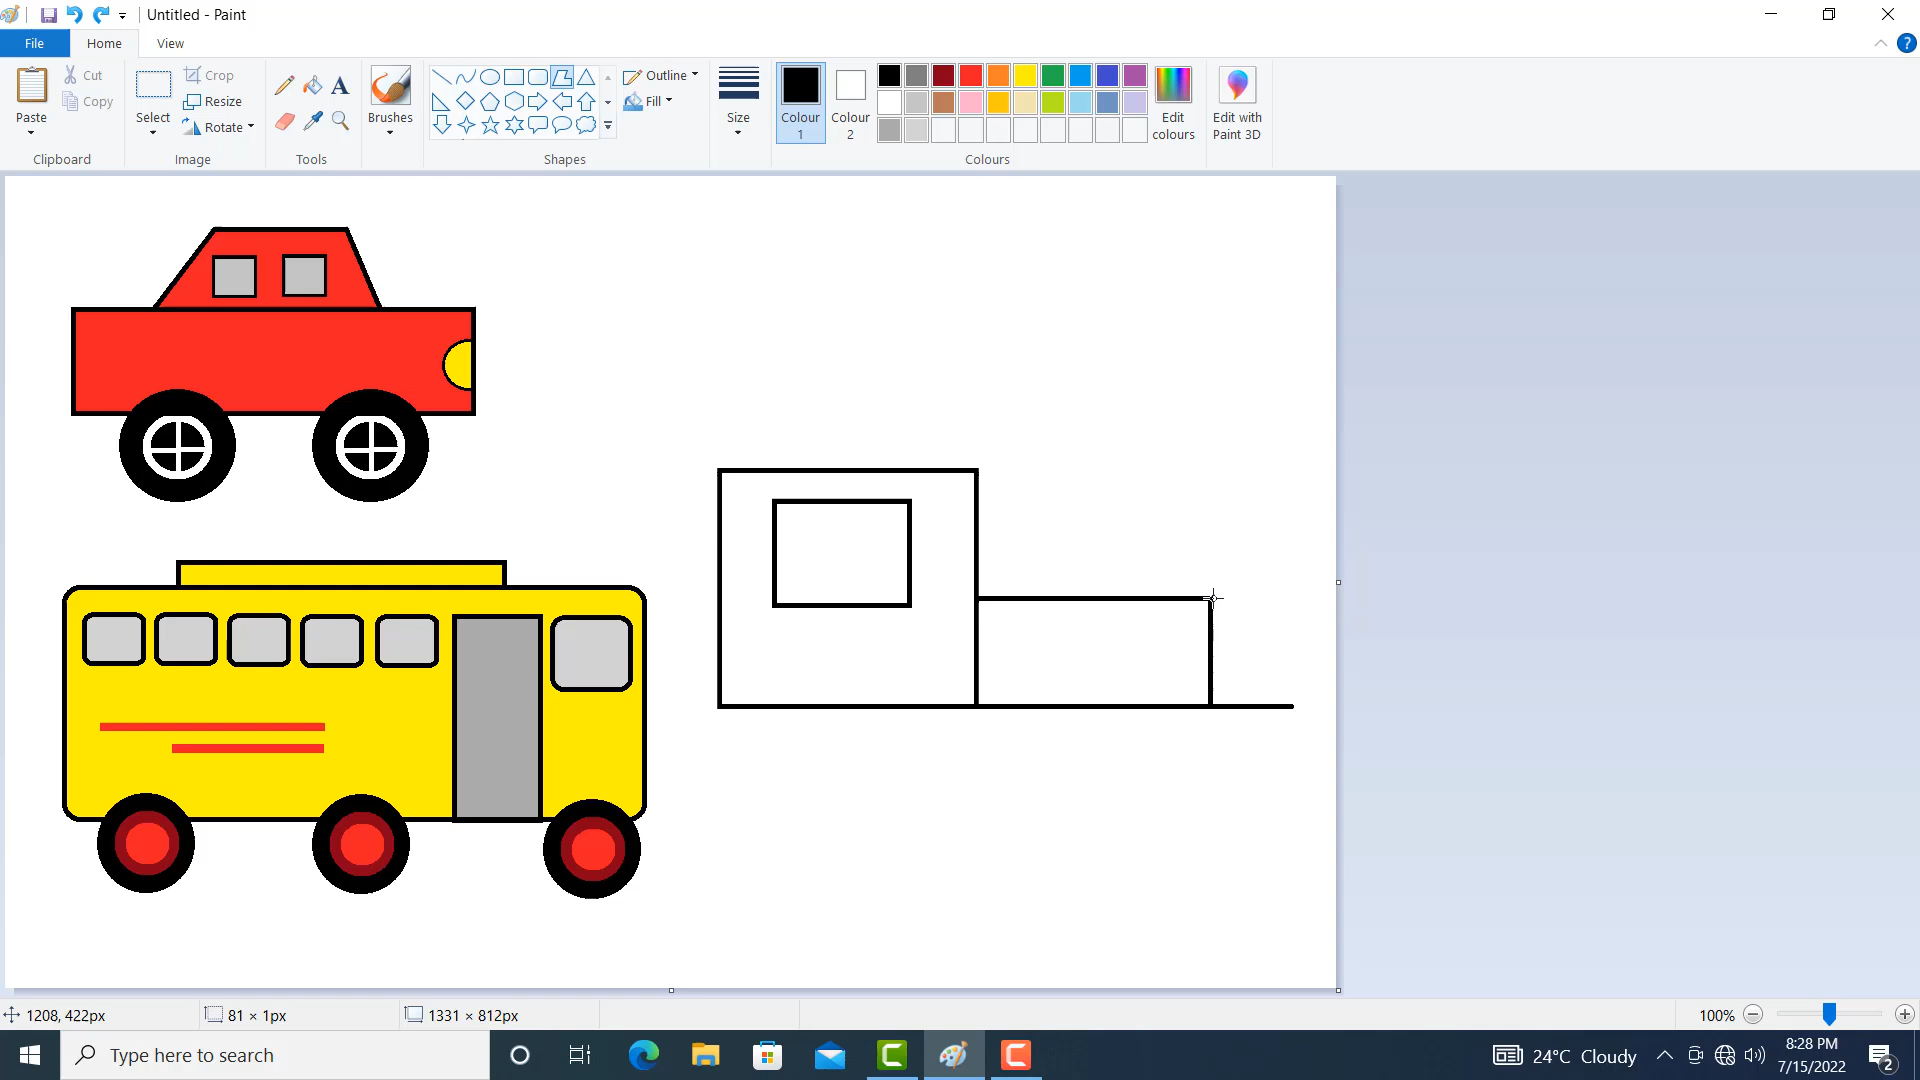 Untitled - Paint
File Home View
Paste
Cut
Copy
Clipboard
Select
Crop
Resize
Rotate
Image
A
Tools
Brushes
Outline
Fill
Shapes
Size
Colour 1
Colour 2
Edit colours
Colours
Edit with Paint 3D
?
1208, 422px
81 × 1px
1331 × 812px
100%
Type here to search
24°C Cloudy
8:28 PM
7/15/2022
2